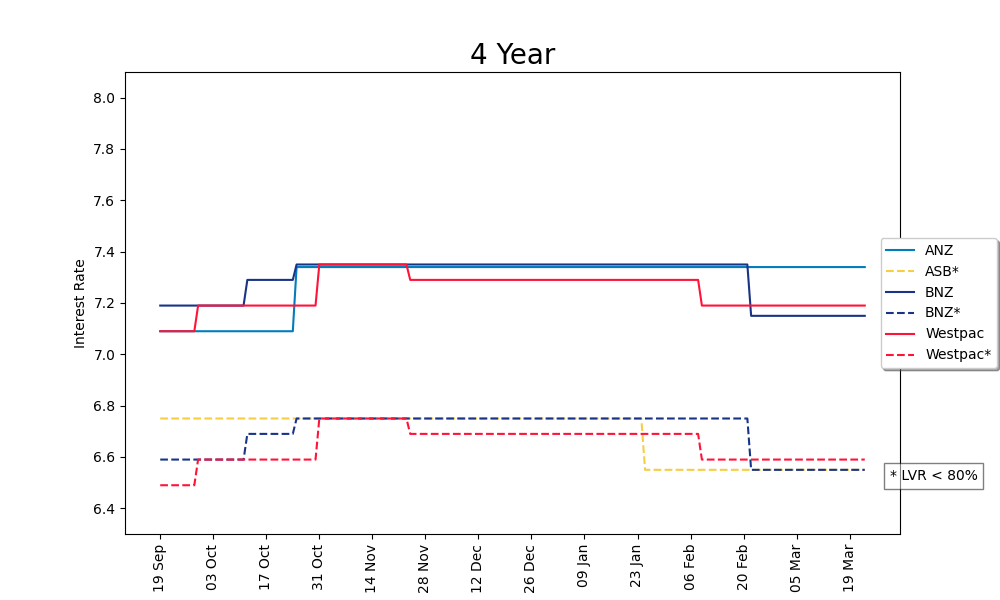 4 Year
8.0
7.8
7.6
7.4
7.2
7.0
6.8
6.6
6.4
Interest Rate
ANZ
ASB*
BNZ
BNZ*
Westpac
Westpac*
* LVR < 80%
19 Sep
03 Oct
17 Oct
31 Oct
14 Nov
28 Nov
12 Dec
26 Dec
09 Jan
23 Jan
06 Feb
20 Feb
05 Mar
19 Mar